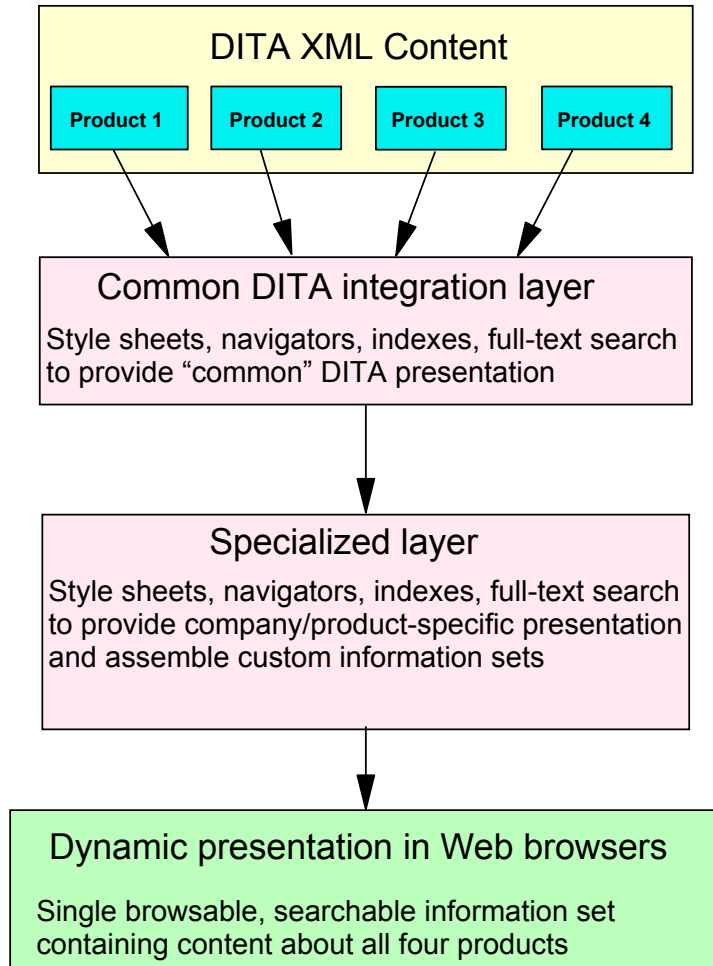 DITA XML Content
Product 1
Product 2
Product 3
Product 4
Common DITA integration layer
Style sheets, navigators, indexes, full-text search
to provide “common” DITA presentation
Specialized layer
Style sheets, navigators, indexes, full-text search
to provide company/product-specific presentation
and assemble custom information sets
Dynamic presentation in Web browsers
Single browsable, searchable information set
containing content about all four products